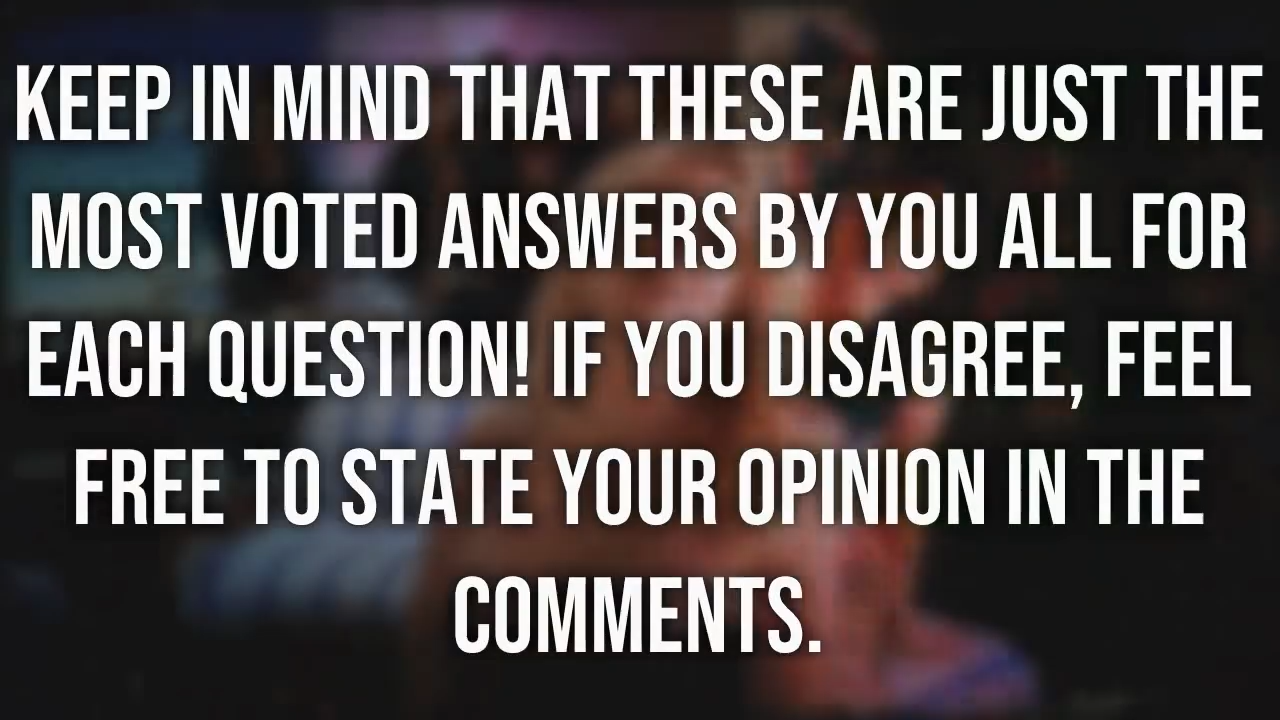 KEEP IN MIND THAT THESE ARE JUST THE
MOST VOTED ANSWERS BY YOU ALL FOR
EACH QUESTION! IF YOU DISAGREE, FEEL
FREE TO STATE YOUR OPINION IN THE
COMMENTS.